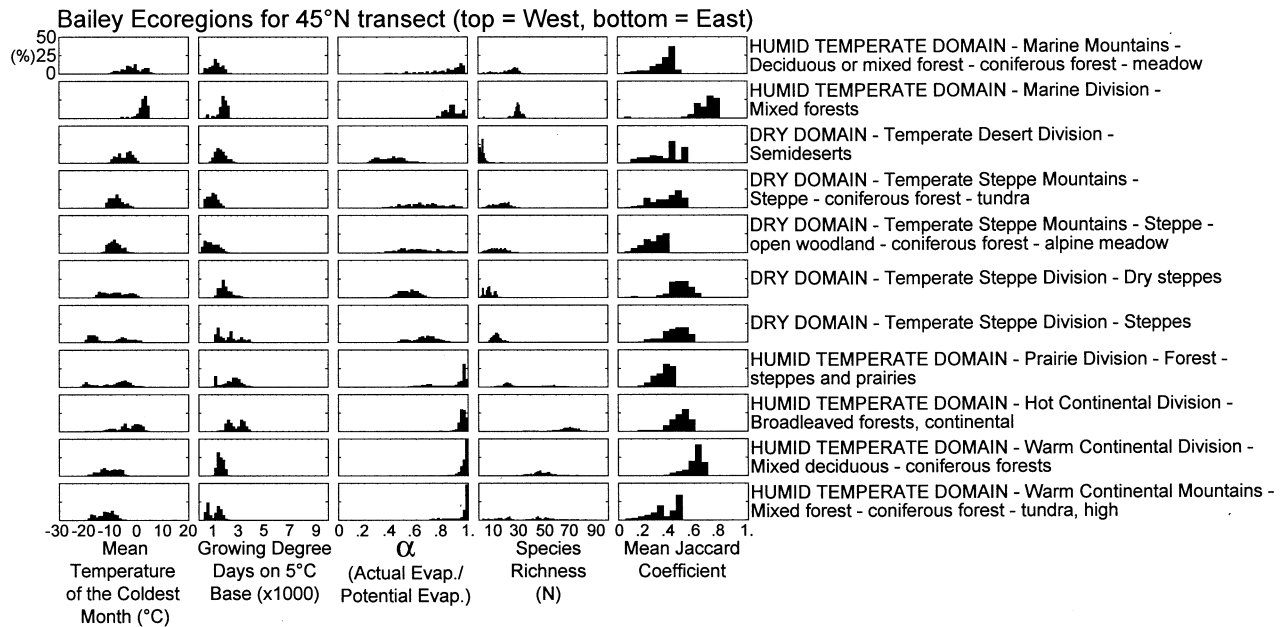 Bailey Ecoregions for 45°N transect (top = West, bottom = East)
50
(%)25
0
HUMID TEMPERATE DOMAIN - Marine Mountains -
Deciduous or mixed forest - coniferous forest - meadow
HUMID TEMPERATE DOMAIN - Marine Division -
Mixed forests
DRY DOMAIN - Temperate Desert Division -
Semideserts
DRY DOMAIN - Temperate Steppe Mountains -
Steppe - coniferous forest - tundra
DRY DOMAIN - Temperate Steppe Mountains - Steppe -
open woodland - coniferous forest - alpine meadow
DRY DOMAIN - Temperate Steppe Division - Dry steppes
DRY DOMAIN - Temperate Steppe Division - Steppes
HUMID TEMPERATE DOMAIN - Prairie Division - Forest -
steppes and prairies
HUMID TEMPERATE DOMAIN - Hot Continental Division -
Broadleaved forests, continental
HUMID TEMPERATE DOMAIN - Warm Continental Division -
Mixed deciduous - coniferous forests
HUMID TEMPERATE DOMAIN - Warm Continental Mountains -
Mixed forest - coniferous forest - tundra, high
-30 -20 -10 0 10 20
Mean
Temperature
of the Coldest
Month (°C)
1 3 5 7 9
Growing Degree
Days on 5°C
Base (x1000)
0 .2 .4 .6 .8 1.
α
(Actual Evap./
Potential Evap.)
10 30 50 70 90
Species
Richness
(N)
0 .2 .4 .6 .8 1.
Mean Jaccard
Coefficient